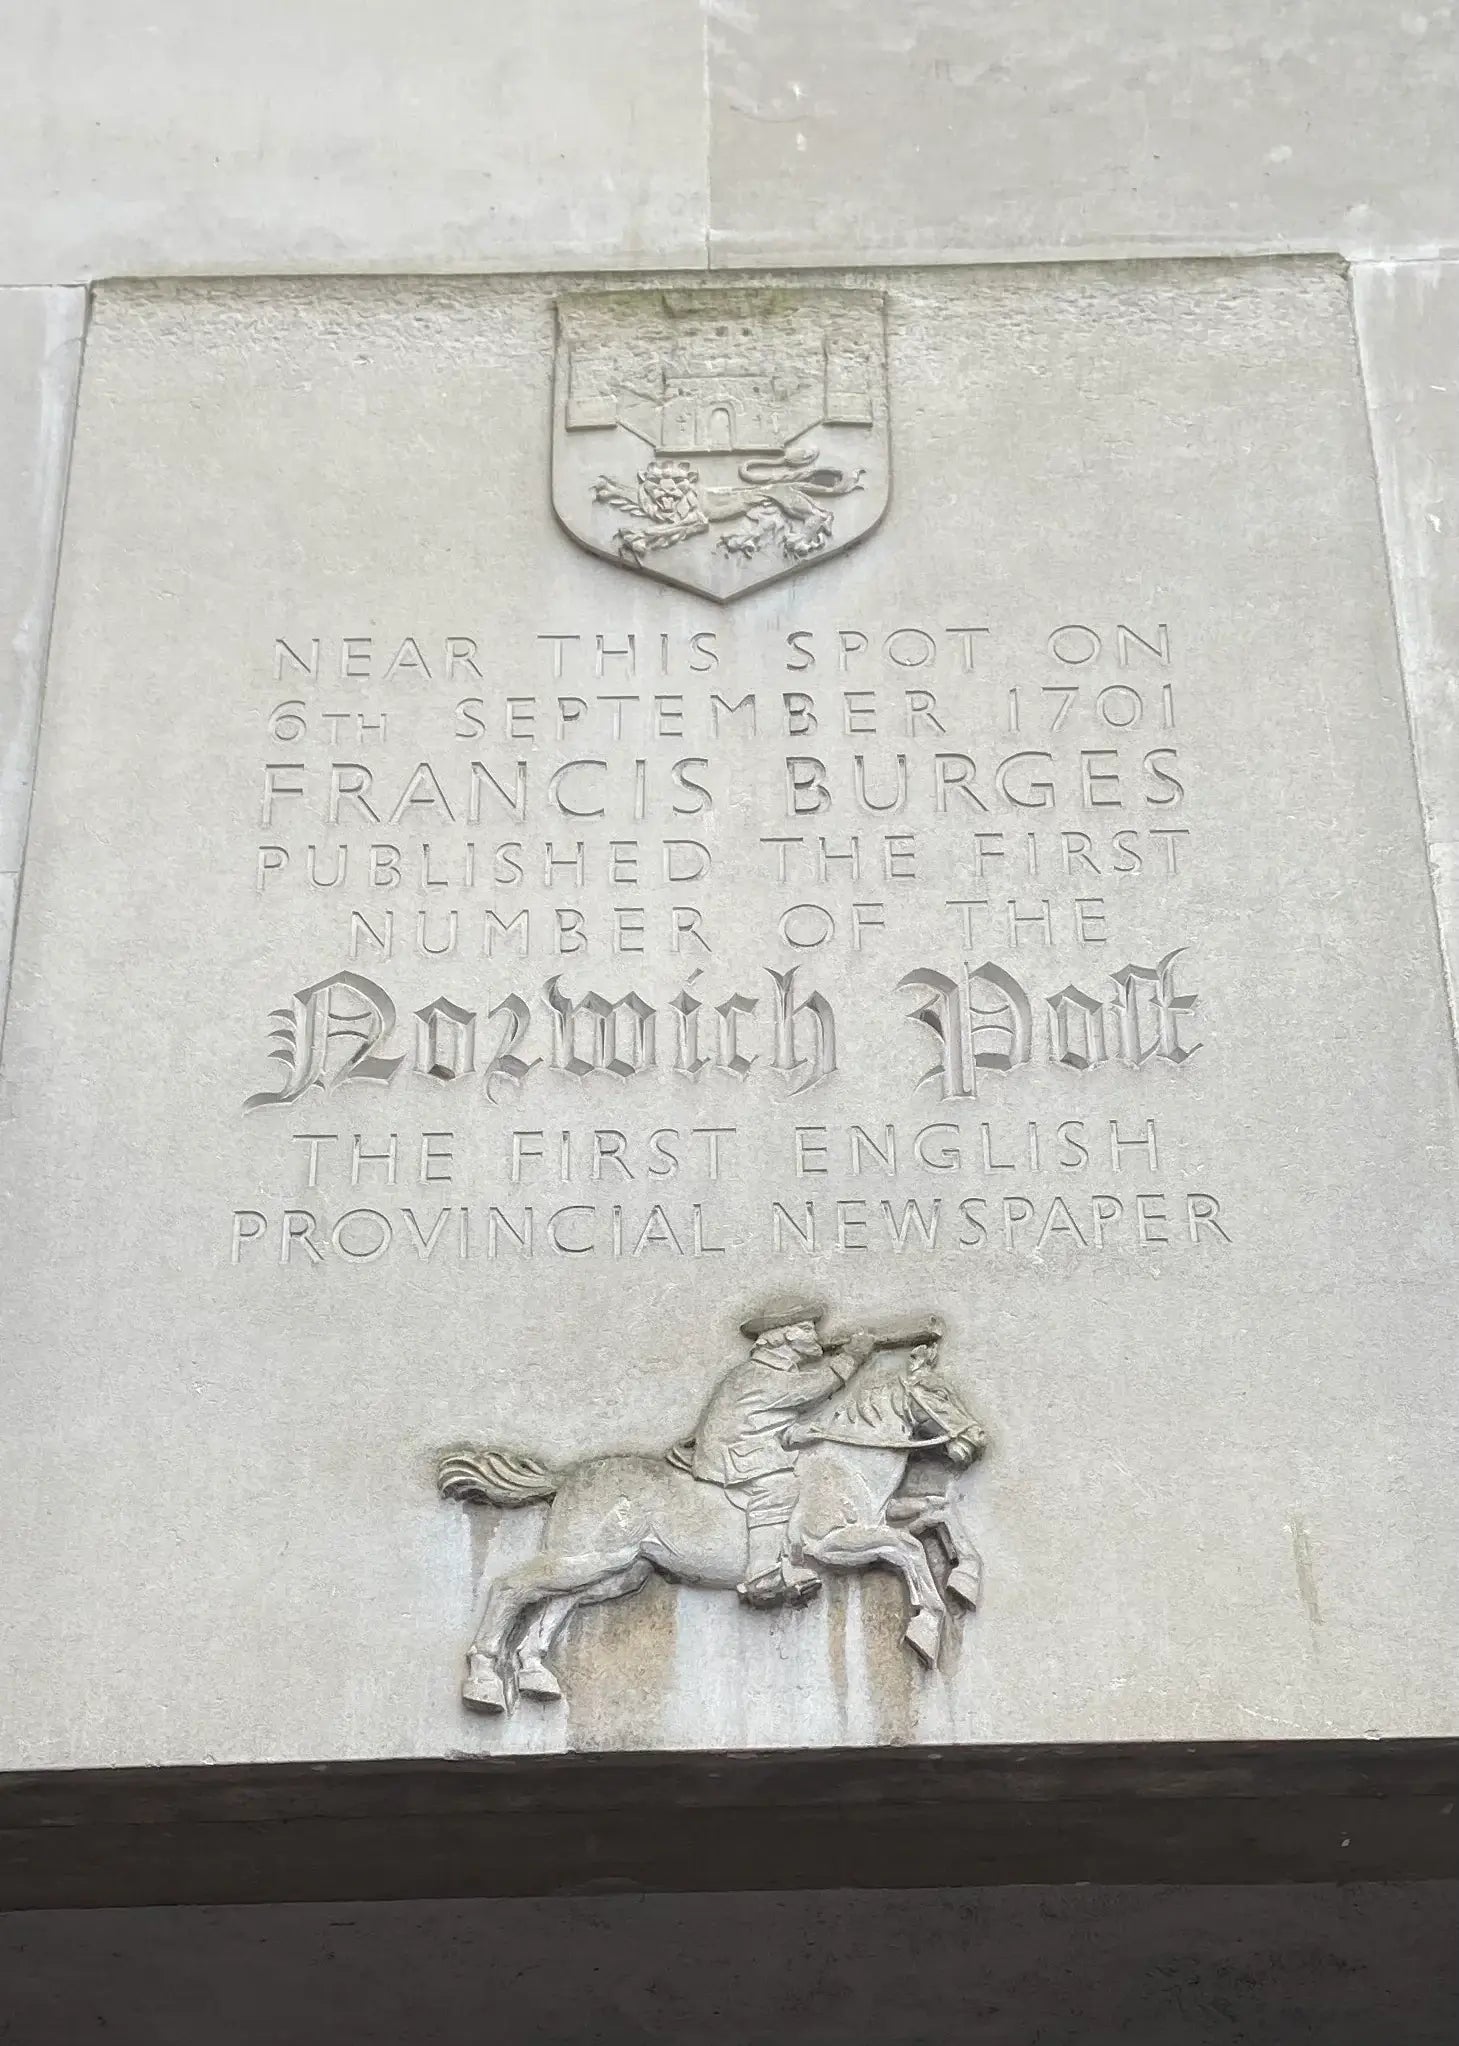 NEAR THIS SPOT ON
6TH SEPTEMBER 1701
FRANCIS BURGES
PUBLISHED THE FIRST
NUMBER OF THE
Norwich Poſt
THE FIRST ENGLISH
PROVINCIAL NEWSPAPER